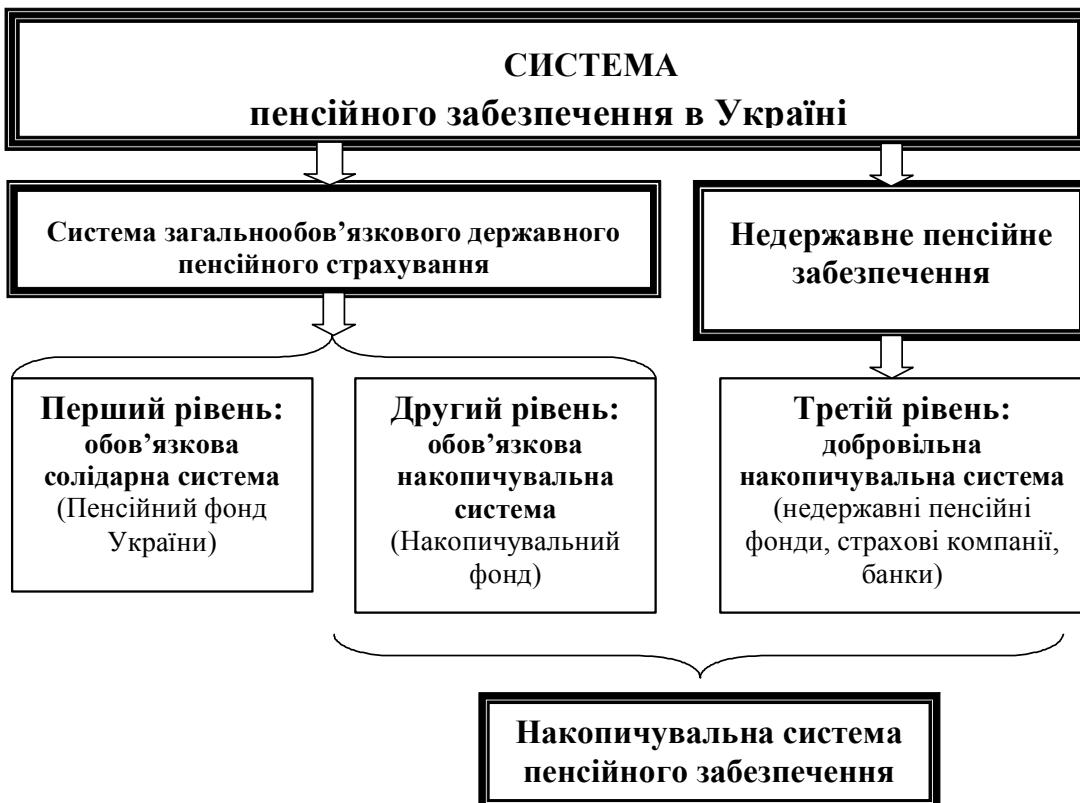 СИСТЕМА
пенсійного забезпечення в Україні
Система загальнообов’язкового державного
пенсійного страхування
Недержавне пенсійне
забезпечення
Перший рівень:
обов’язкова
солідарна система
(Пенсійний фонд
України)
Другий рівень:
обов’язкова
накопичувальна
система
(Накопичувальний
фонд)
Третій рівень:
добровільна
накопичувальна система
(недержавні пенсійні
фонди, страхові компанії,
банки)
Накопичувальна система
пенсійного забезпечення